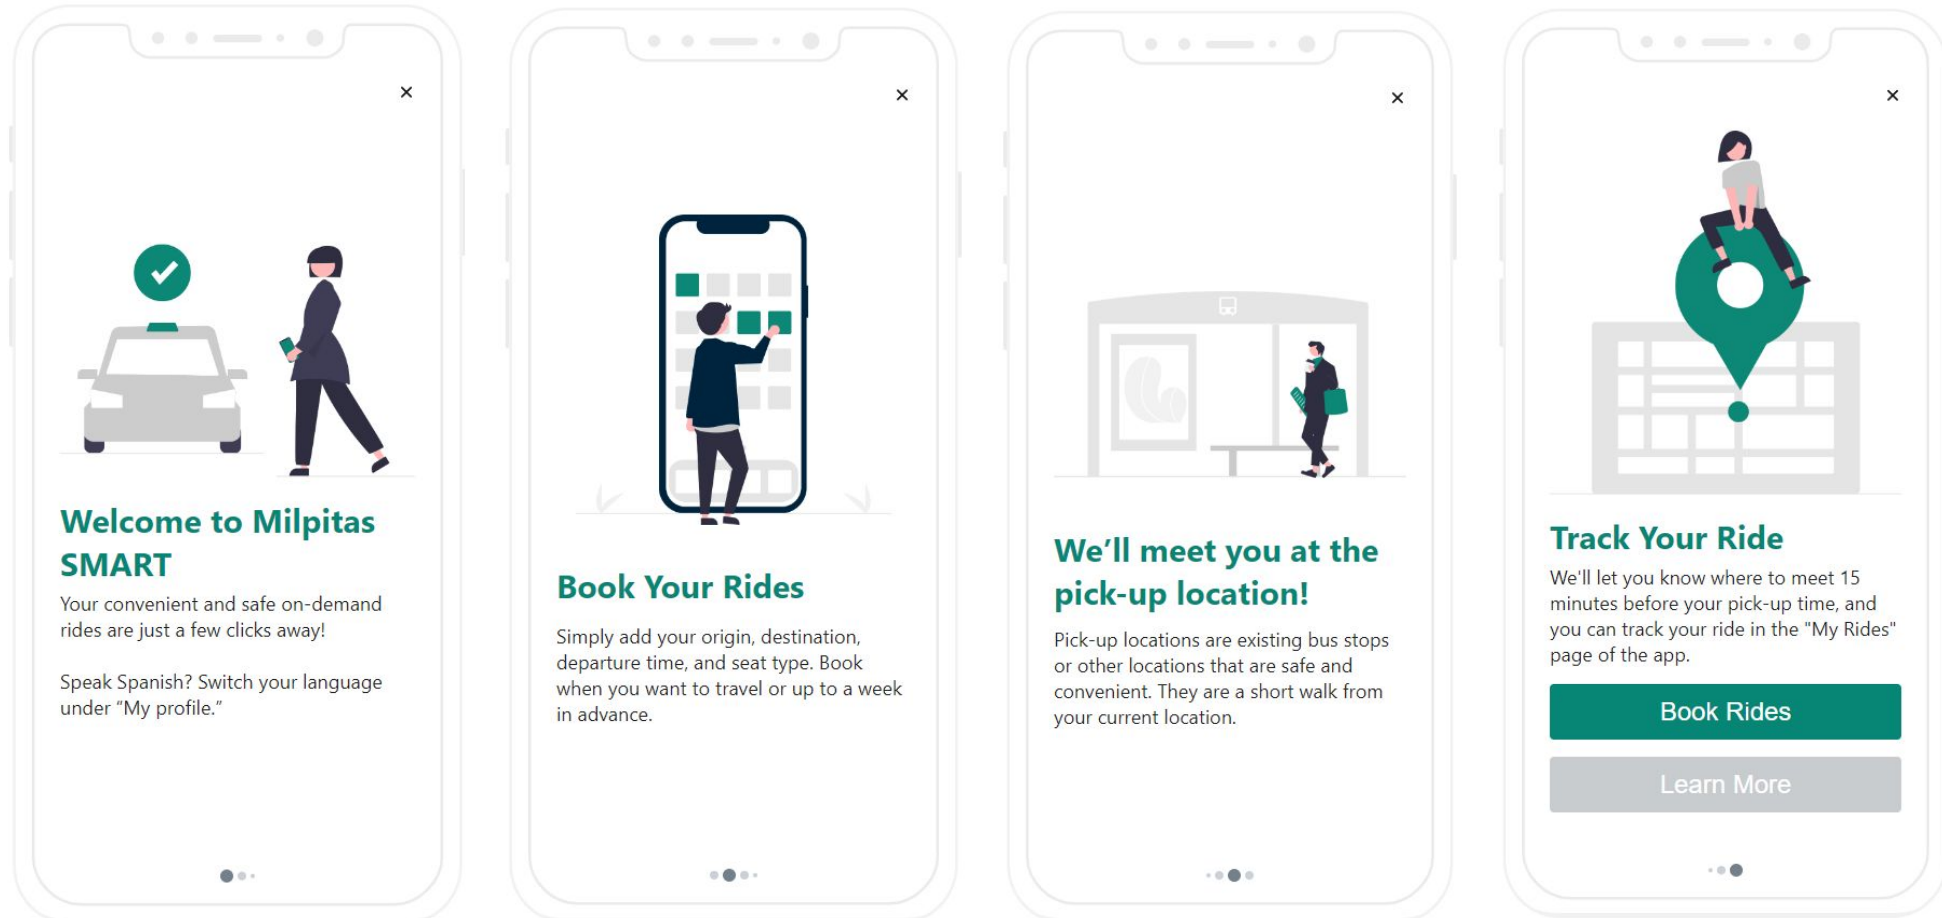 Welcome to Milpitas
SMART
Your convenient and safe on-demand
rides are just a few clicks away!
Speak Spanish? Switch your language
under “My profile.”
Book Your Rides
Simply add your origin, destination,
departure time, and seat type. Book
when you want to travel or up to a week
in advance.
We’ll meet you at the
pick-up location!
Pick-up locations are existing bus stops
or other locations that are safe and
convenient. They are a short walk from
your current location.
Track Your Ride
We'll let you know where to meet 15
minutes before your pick-up time, and
you can track your ride in the "My Rides"
page of the app.
Book Rides
Learn More